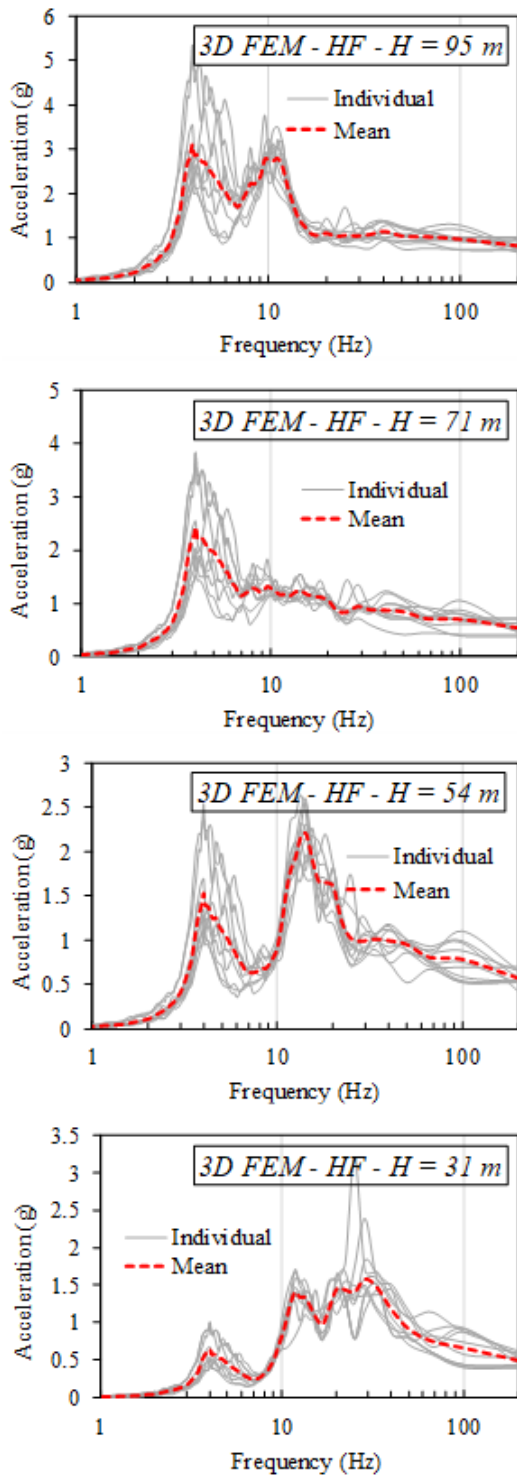 6
3D FEM - HF - H = 95 m
5
Individual
4
Mean
3
2
1
0
1 10 100
Acceleration (g)
Frequency (Hz)
5
3D FEM - HF - H = 71 m
4
Individual
3
Mean
2
1
0
1 10 100
Acceleration (g)
Frequency (Hz)
3
3D FEM - HF - H = 54 m
2.5
2
Individual
1.5
Mean
1
0.5
0
1 10 100
Acceleration (g)
Frequency (Hz)
3.5
3D FEM - HF - H = 31 m
3
2.5
Individual
2
Mean
1.5
1
0.5
0
1 10 100
Acceleration (g)
Frequency (Hz)